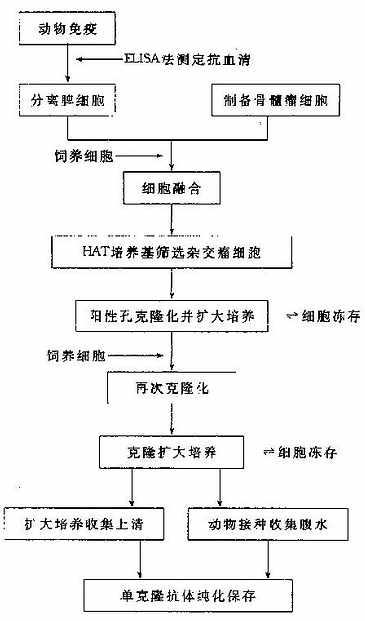 动物免疫
ELISA法测定抗血清
分离脾细胞
制备骨髓瘤细胞
饲养细胞
细胞融合
HAT培养基筛选杂交瘤细胞
阳性孔克隆化并扩大培养
⇌细胞冻存
饲养细胞
再次克隆化
克隆扩大培养
⇌细胞冻存
扩大培养收集上清
动物接种收集腹水
单克隆抗体纯化保存